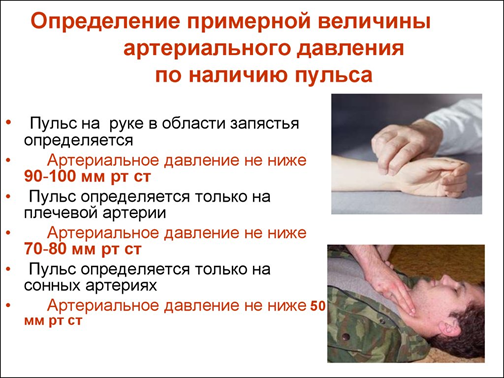 Определение примерной величины
артериального давления
по наличию пульса
• Пульс на руке в области запястья
определяется
• Артериальное давление не ниже
90-100 мм рт ст
• Пульс определяется только на
плечевой артерии
• Артериальное давление не ниже
70-80 мм рт ст
• Пульс определяется только на
сонных артериях
• Артериальное давление не ниже 50
мм рт ст